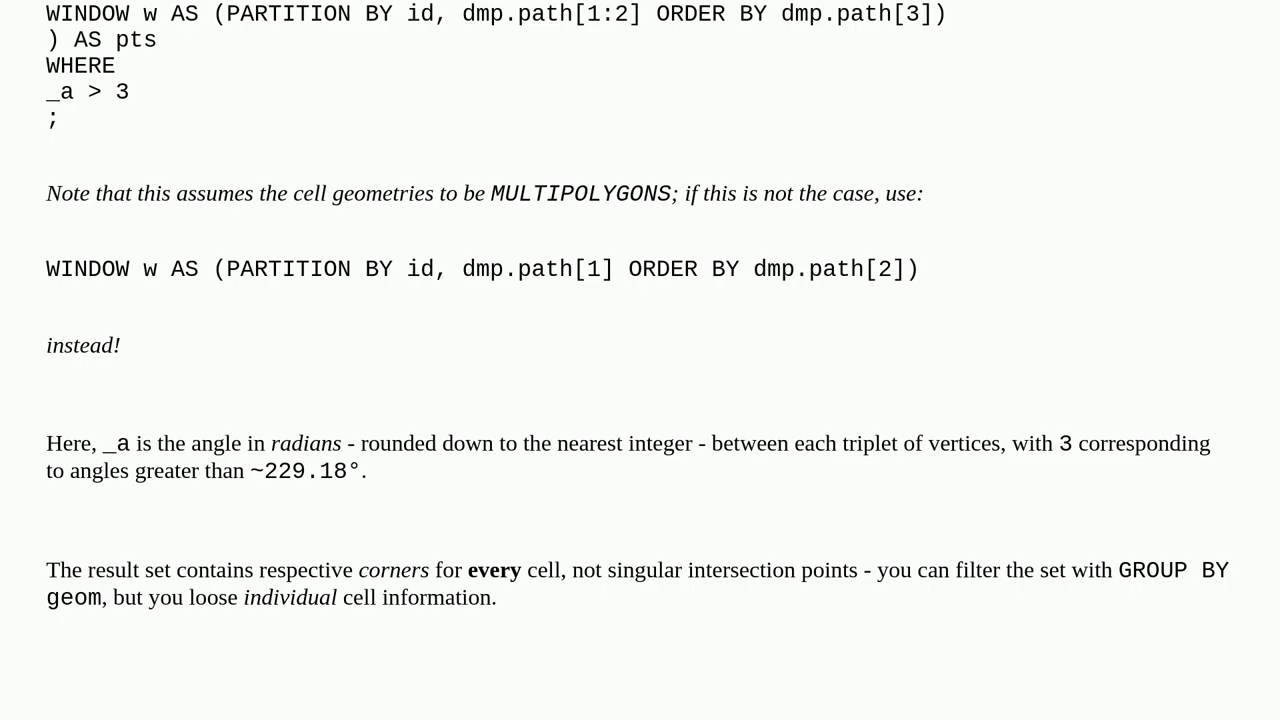 WINDOW w AS (PARTITION BY id, dmp.path[1:2] ORDER BY dmp.path[3])
) AS pts
WHERE
_a > 3
;
Note that this assumes the cell geometries to be MULTIPOLYGONS; if this is not the case, use:
WINDOW w AS (PARTITION BY id, dmp.path[1] ORDER BY dmp.path[2])
instead!
Here, _a is the angle in radians - rounded down to the nearest integer - between each triplet of vertices, with 3 corresponding
to angles greater than ~229.18°.
The result set contains respective corners for every cell, not singular intersection points - you can filter the set with GROUP BY
geom, but you loose individual cell information.